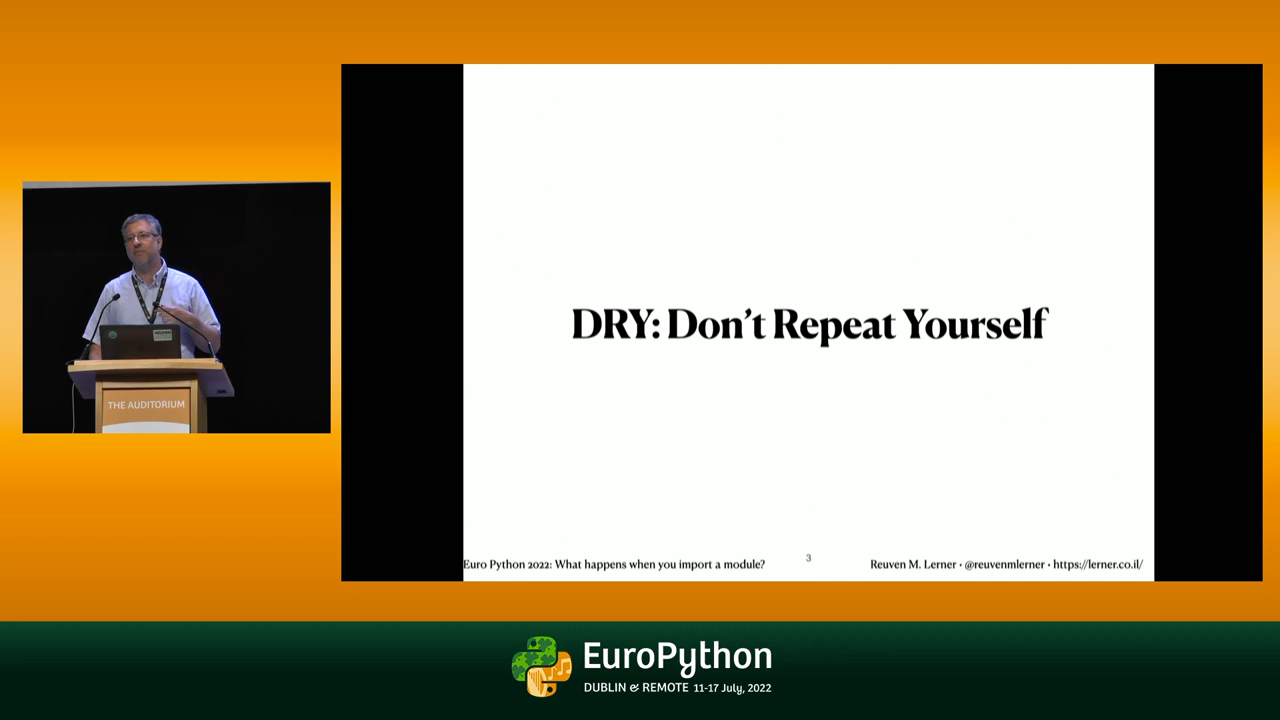 THE AUDITORIUM
DRY: Don't Repeat Yourself
Euro Python 2022: What happens when you import a module?
3
Reuven M. Lerner • @reuvenmlerner • https://lerner.co.il/
EuroPython
DUBLIN & REMOTE 11-17 July, 2022